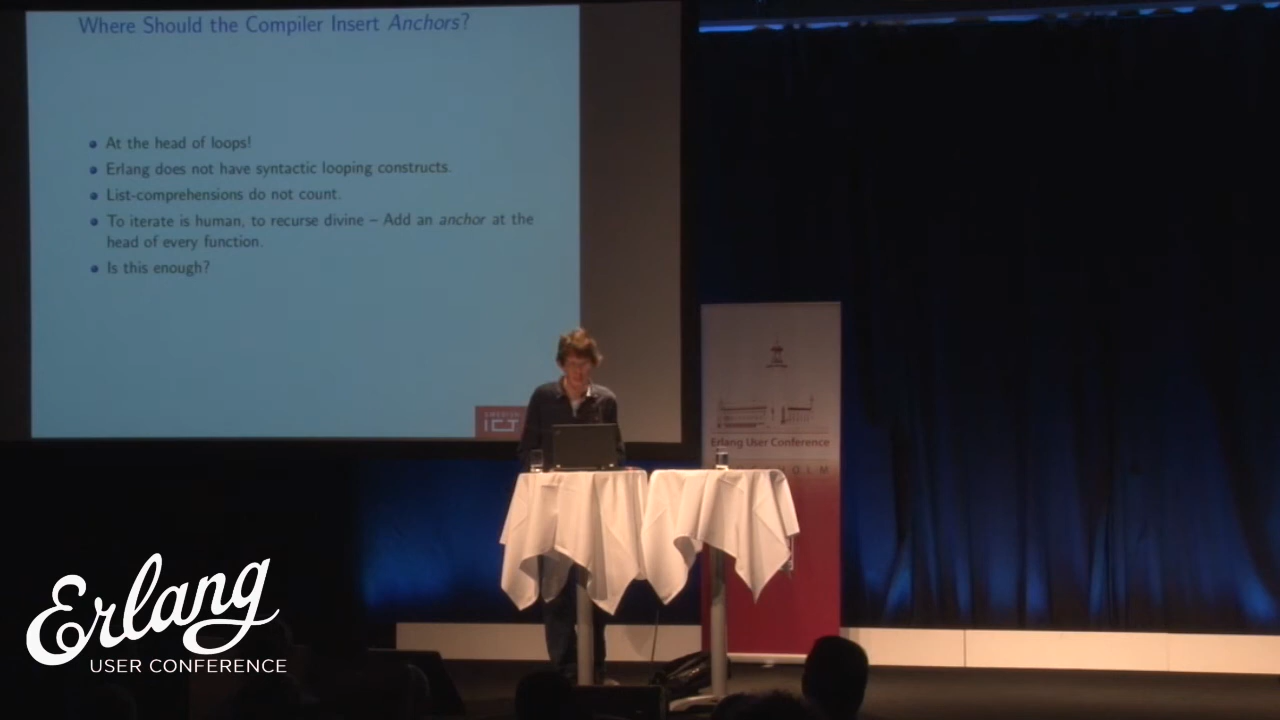 Where Should the Compiler Insert Anchors?
At the head of loops!
Erlang does not have syntactic looping constructs.
List-comprehensions do not count.
To iterate is human, to recurse divine – Add an anchor at the
head of every function.
Is this enough?
SWEDISH
ICT
Erlang User Conference
Erlang
USER CONFERENCE